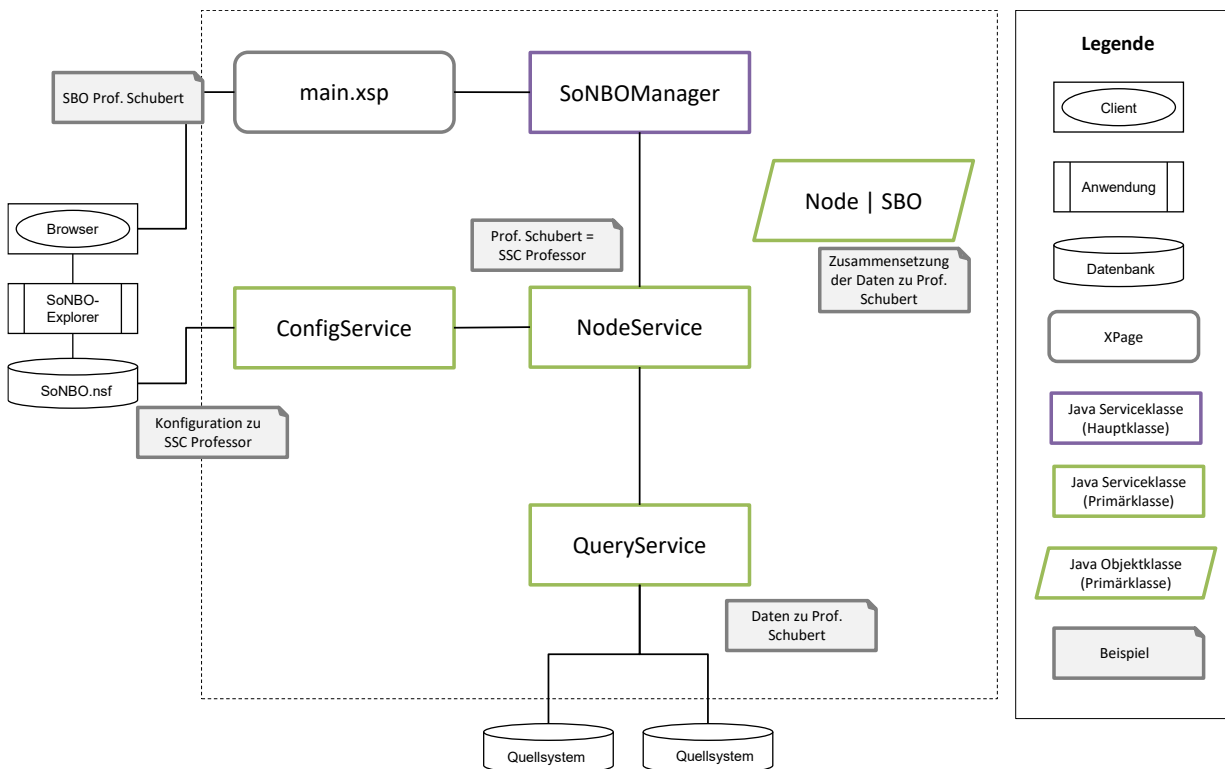 SBO Prof. Schubert
main.xsp
SoNBOManager
Node | SBO
Browser
Prof. Schubert =
SSC Professor
Zusammensetzung
der Daten zu Prof.
Schubert
SoNBO-
Explorer
ConfigService
NodeService
SoNBO.nsf
Konfiguration zu
SSC Professor
QueryService
Daten zu Prof.
Schubert
Quellsystem
Quellsystem
Legende
Client
Anwendung
Datenbank
XPage
Java Serviceklasse
(Hauptklasse)
Java Serviceklasse
(Primärklasse)
Java Objektklasse
(Primärklasse)
Beispiel